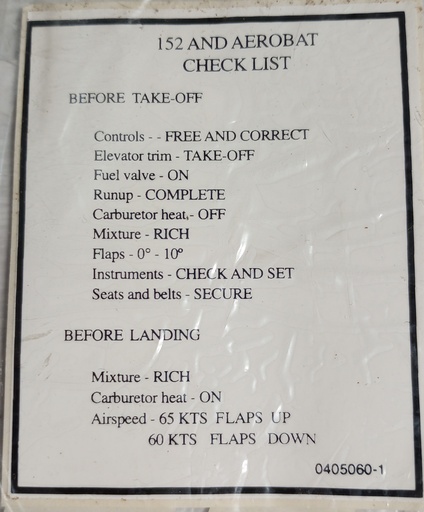 152 AND AEROBAT
CHECK LIST
BEFORE TAKE-OFF
Controls - - FREE AND CORRECT
Elevator trim - TAKE-OFF
Fuel valve - ON
Runup - COMPLETE
Carburetor heat,- OFF
Mixture - RICH
Flaps - 0° - 10°
Instruments - CHECK AND SET
Seats and belts - SECURE
BEFORE LANDING
Mixture - RICH
Carburetor heat - ON
Airspeed - 65 KTS FLAPS UP
60 KTS FLAPS DOWN
0405060-1